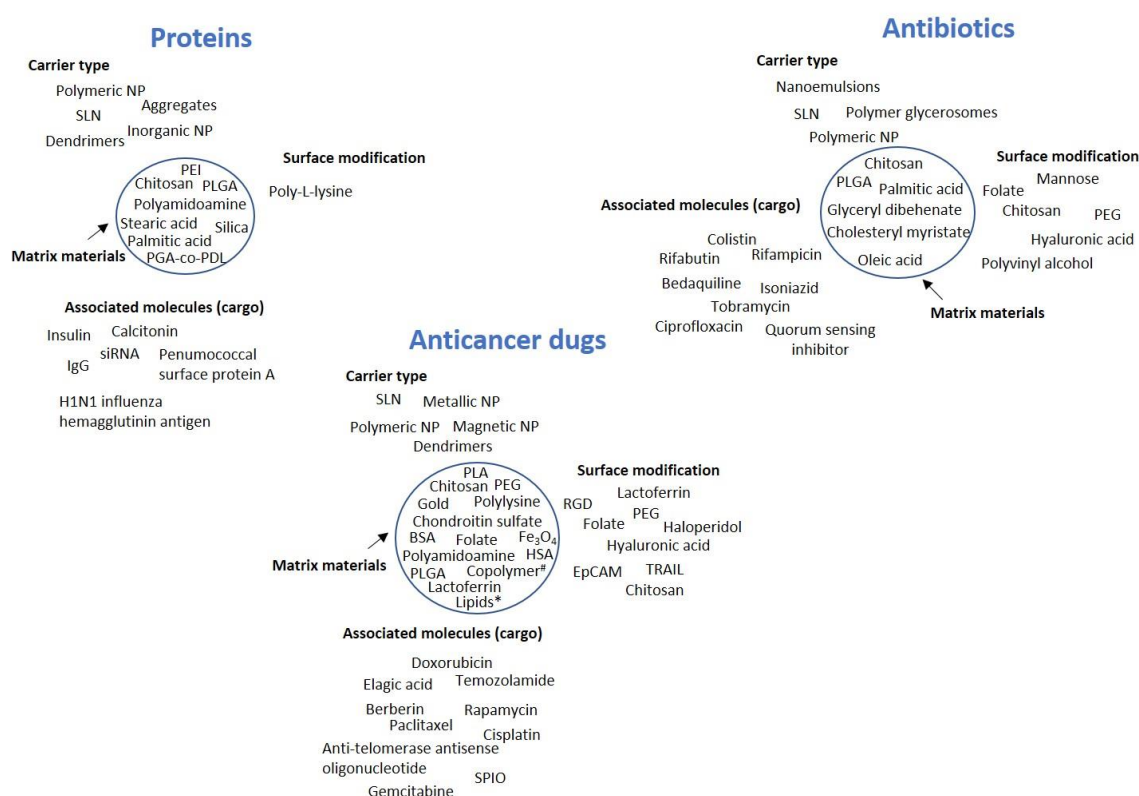 Proteins
Carrier type
Polymeric NP
Aggregates
SLN
Inorganic NP
Dendrimers
PEI
Chitosan
PLGA
Polyamidoamine
Stearic acid
Silica
Palmitic acid
PGA-co-PDL
Matrix materials
Surface modification
Poly-L-lysine
Associated molecules (cargo)
Insulin
Calcitonin
siRNA
IgG
Penumococcal
surface protein A
H1N1 influenza
hemagglutinin antigen
Antibiotics
Carrier type
Nanoemulsions
SLN
Polymer glycerosomes
Polymeric NP
Chitosan
PLGA
Palmitic acid
Glyceryl dibehenate
Cholesteryl myristate
Oleic acid
Matrix materials
Surface modification
Mannose
Folate
Chitosan
PEG
Hyaluronic acid
Polyvinyl alcohol
Associated molecules (cargo)
Colistin
Rifabutin
Rifampicin
Bedaquiline
Isoniazid
Tobramycin
Ciprofloxacin
Quorum sensing
inhibitor
Anticancer dugs
Carrier type
SLN
Metallic NP
Polymeric NP
Magnetic NP
Dendrimers
PLA
Chitosan
PEG
Gold
Polylysine
Chondroitin sulfate
BSA
Folate
Fe₃O₄
Polyamidoamine
HSA
PLGA
Copolymer#
Lactoferrin
Lipids*
Matrix materials
Surface modification
Lactoferrin
RGD
PEG
Folate
Haloperidol
Hyaluronic acid
EpCAM
TRAIL
Chitosan
Associated molecules (cargo)
Doxorubicin
Elagic acid
Temozolamide
Berberin
Rapamycin
Paclitaxel
Cisplatin
Anti-telomerase antisense
oligonucleotide
SPIO
Gemcitabine